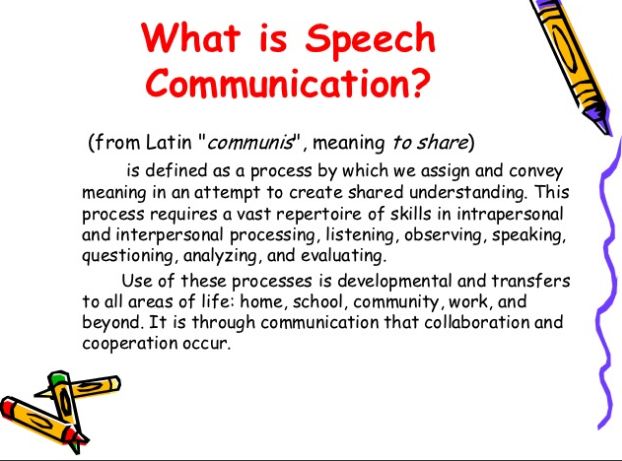 What is Speech
Communication?
(from Latin "communis", meaning to share)
is defined as a process by which we assign and convey
meaning in an attempt to create shared understanding. This
process requires a vast repertoire of skills in intrapersonal
and interpersonal processing, listening, observing, speaking,
questioning, analyzing, and evaluating.
Use of these processes is developmental and transfers
to all areas of life: home, school, community, work, and
beyond. It is through communication that collaboration and
cooperation occur.